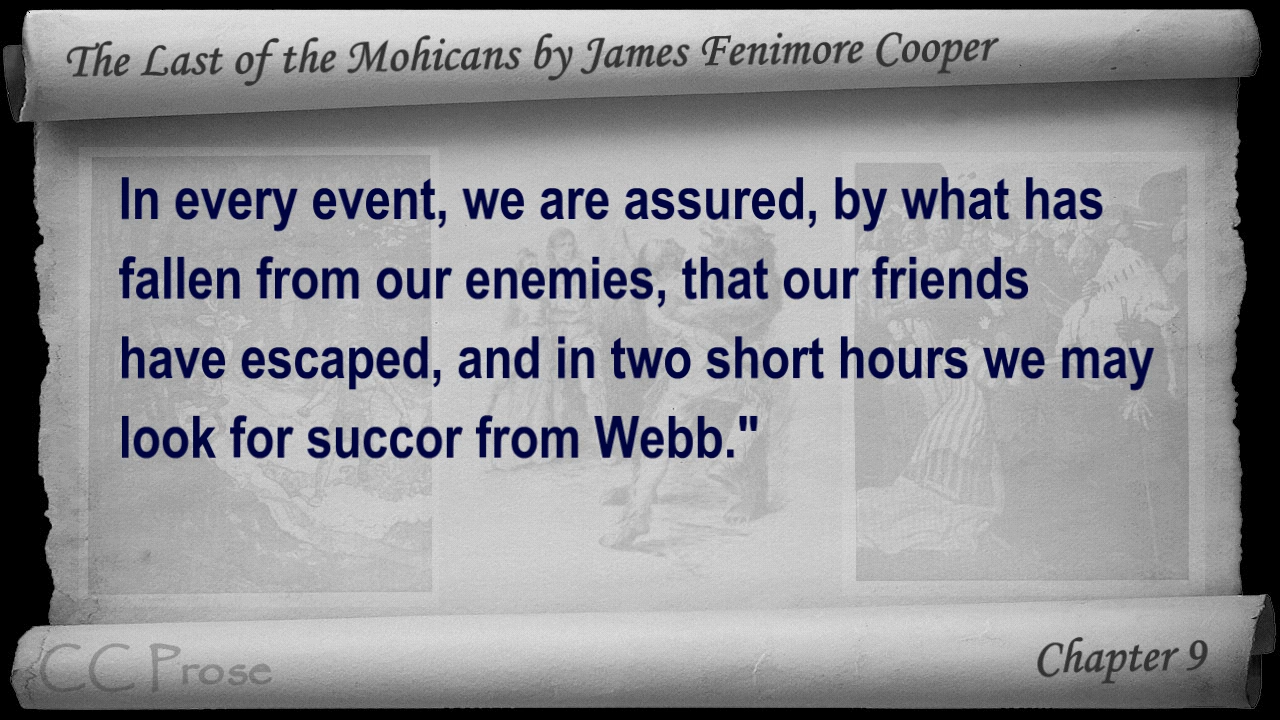 The Last of the Mohicans by James Fenimore Cooper
In every event, we are assured, by what has
fallen from our enemies, that our friends
have escaped, and in two short hours we may
look for succor from Webb."
CC Prose
Chapter 9